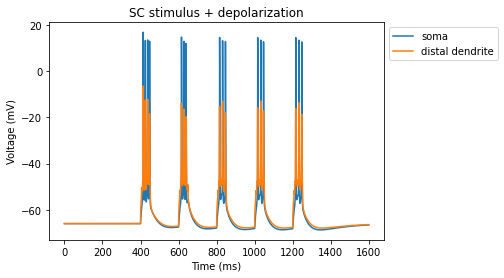 SC stimulus + depolarization
20
0
−20
−40
−60
Voltage (mV)
0 200 400 600 800 1000 1200 1400 1600
Time (ms)
soma
distal dendrite